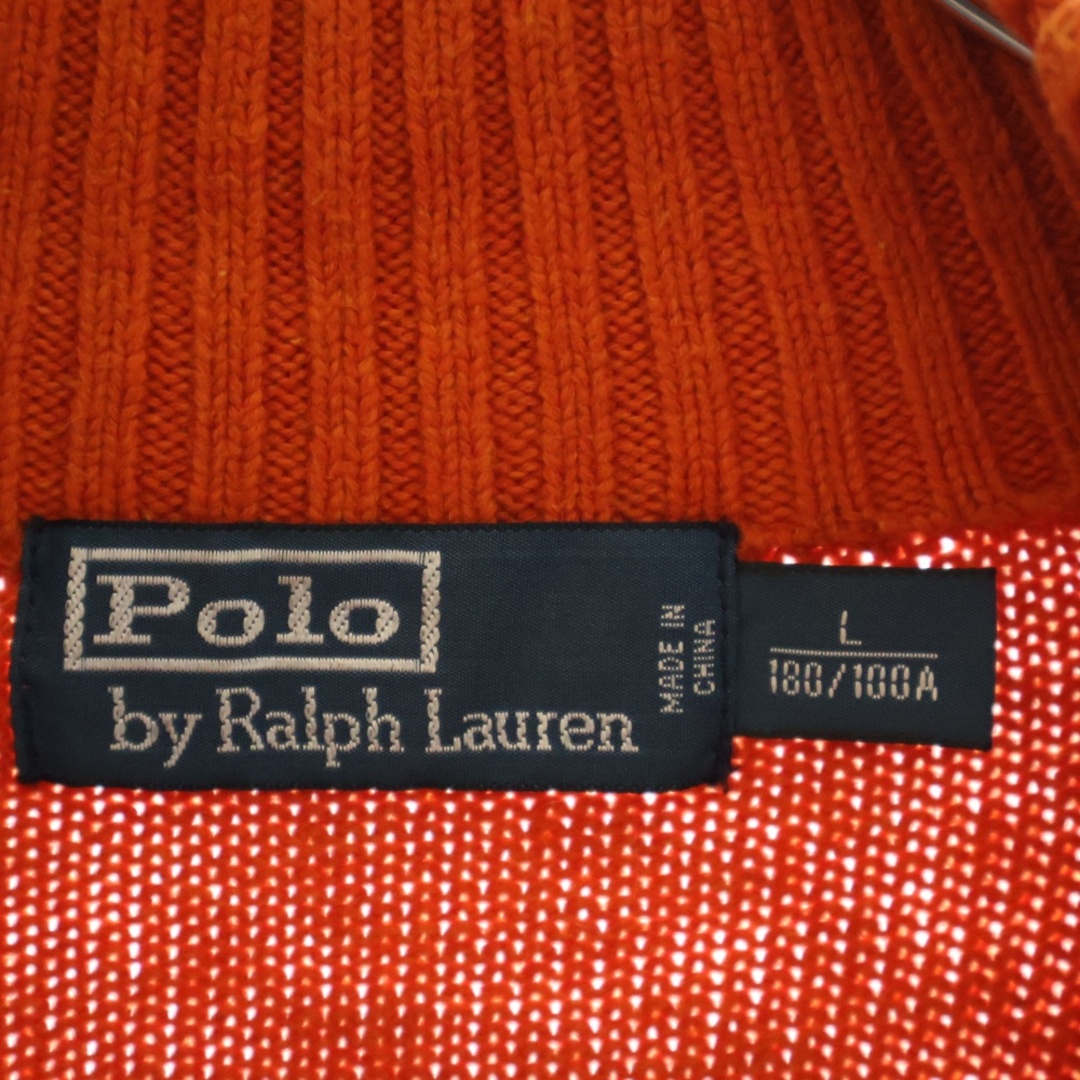 Polo
by Ralph Lauren
MADE IN
CHINA
L
180/100A